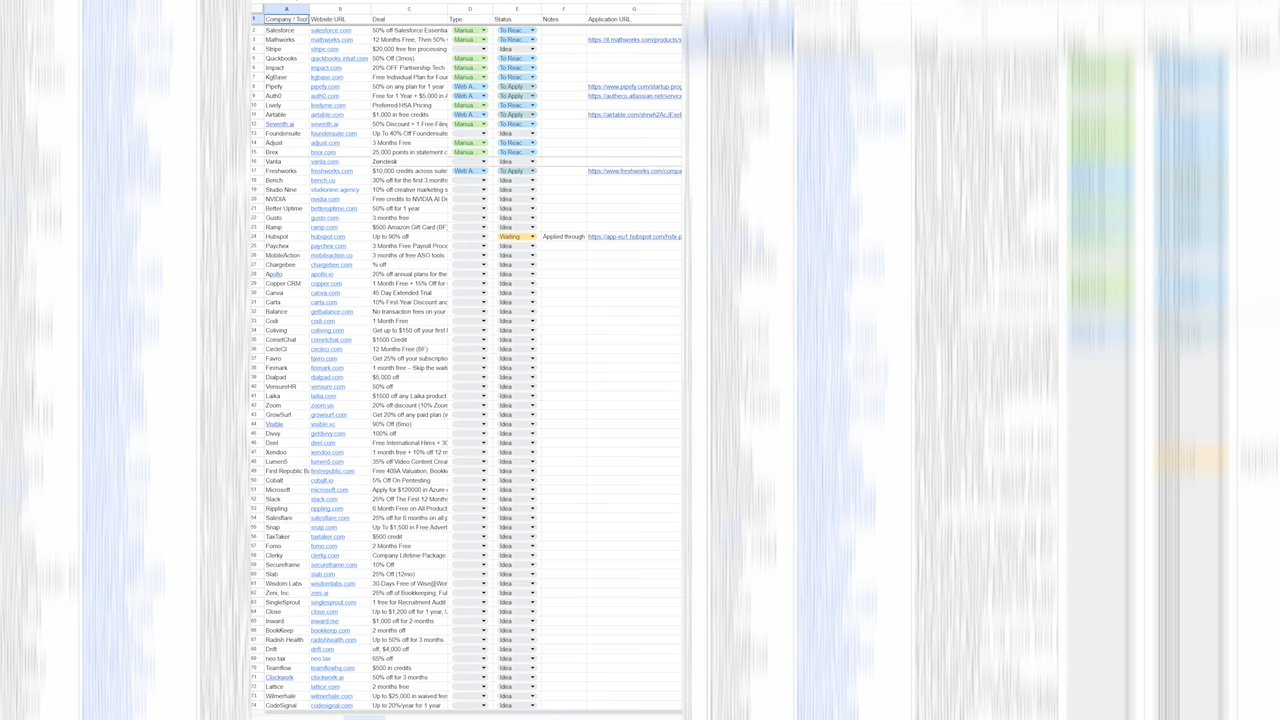 A B C D E F G
1 Company / Tool Website URL Deal Type Status Notes Application URL
2 Salesforce salesforce.com 50% off Salesforce Essentia Manua... To Reac...
3 Mathworks mathworks.com 12 Months Free, Then 50% Manua... To Reac... https://it.mathworks.com/products/s
4 Stripe stripe.com $20,000 free fee processing Idea
5 Quickbooks quickbooks.intuit.com 50% Off (3mo) Manua... To Reac...
6 Impact impact.com 20% OFF Partnership Tech Manua... To Reac...
7 KgBase kgbase.com Free Individual Plan for Four Manua... To Reac...
8 Pipefy pipefy.com 50% on any plan for 1 year Web A... To Apply https://www.pipefy.com/startup-prog
9 Auth0 auth0.com Free for 1 Year + $5,000 in A Web A... To Apply https://autheco.atlassian.net/service
10 Lively livelyme.com Preferred HSA Pricing Manua... To Reac...
11 Airtable airtable.com $1,000 in free credits Web A... To Apply
12 Seventh.ai seventh.ai 50% Discount + 1 Free Filing Manua... To Reac...
13 Foundersuite foundersuite.com Up To 40% Off Foundersuite Idea
14 Adjust adjust.com 3 Months Free Manua... To Reac...
15 Brex brex.com 25,000 points in statement c Manua... To Reac...
16 Vanta vanta.com Zendesk Idea
17 Freshworks freshworks.com $10,000 credits across suite Web A... To Apply https://www.freshworks.com/compa
18 Bench bench.co 30% off for the first 3 months Idea
19 Studio Nine studionine.agency 10% off creative marketing s Idea
20 NVIDIA nvidia.com Free credits to NVIDIA AI De Idea
21 Better Uptime betteruptime.com 50% off for 1 year Idea
22 Gusto gusto.com 3 months free Idea
23 Ramp ramp.com $500 Amazon Gift Card (BF) Idea
24 Hubspot hubspot.com Up to 90% off Waiting Applied through https://app-eu1.hubspot.com/hsfx-p
25 Paychex paychex.com 3 Months Free Payroll Proce Idea
26 MobileAction mobileaction.co 3 months of free ASO tools Idea
27 Chargebee chargebee.com % off Idea
28 Apollo apollo.io 20% off annual plans for the Idea
29 Copper CRM copper.com 1 Month Free + 15% Off for Idea
30 Canva canva.com 45 Day Extended Trial Idea
31 Carta carta.com 10% First-Year Discount and Idea
32 Balance getbalance.com No transaction fees on your Idea
33 Codi codi.com 1 Month Free Idea
34 Coliving coliving.com Get up to $150 off your first Idea
35 CometChat cometchat.com $1500 Credit Idea
36 CircleCI circleci.com 12 Months Free (BF) Idea
37 Favro favro.com Get 25% off your subscriptio Idea
38 Finmark finmark.com 1 month free – Skip the waiti Idea
39 Dialpad dialpad.com $5,000 off Idea
40 VensureHR vensure.com 50% off Idea
41 Laika laika.com $1500 off any Laika product Idea
42 Zoom zoom.us 20% discount (10% Zoom Idea
43 GrowSurf growsurf.com Get 20% off any paid plan (v Idea
44 Visible visible.vc 90% Off (6mo) Idea
45 Divvy getdivvy.com 100% off Idea
46 Deel deel.com Free International Hires + 30 Idea
47 Xendoo xendoo.com 1 month free + 10% off 12 m Idea
48 Lumen5 lumen5.com 35% off Video Content Crea Idea
49 First Republic Ba firstrepublic.com Free 409A Valuation, Bookk Idea
50 Cobalt cobalt.io 5% Off On Pentesting Idea
51 Microsoft microsoft.com Apply for $120000 in Azure Idea
52 Slack slack.com 25% Off The First 12 Months Idea
53 Rippling rippling.com 6 Month Free on All Product Idea
54 Salesflare salesflare.com 25% off for 6 months on all p Idea
55 Snap snap.com Up To $1,500 in Free Advert Idea
56 TaxTaker taxtaker.com $500 credit Idea
57 Fomo fomo.com 2 Months Free Idea
58 Clerky clerky.com Company Lifetime Package Idea
59 Secureframe secureframe.com 10% Off Idea
60 Slab slab.com 25% Off (12mo) Idea
61 Wisdom Labs wisdomlabs.com 30-Days Free of Wise@Wor Idea
62 Zeni, Inc zeni.ai 25% off of Bookkeeping, Ful Idea
63 SingleSprout singlesprout.com 1 free for Recruitment Audit Idea
64 Close close.com Up to $1,200 off for 1 year, Idea
65 Inward inward.me $1,000 off for 2 months Idea
66 BookKeep bookkeep.com 2 months off Idea
67 Radish Health radishhealth.com Up to 50% off for 3 months Idea
68 Drift drift.com off, $4,000 off Idea
69 neo.tax neo.tax 65% off Idea
70 Teamflow teamflowhq.com $500 in credits Idea
71 Clockwork clockwork.ai 50% off for 3 months Idea
72 Lattice lattice.com 2 months free Idea
73 Wilmerhale wilmerhale.com Up to $25,000 in waived fees Idea
74 CodeSignal codesignal.com Up to 20%/year for 1 year Idea